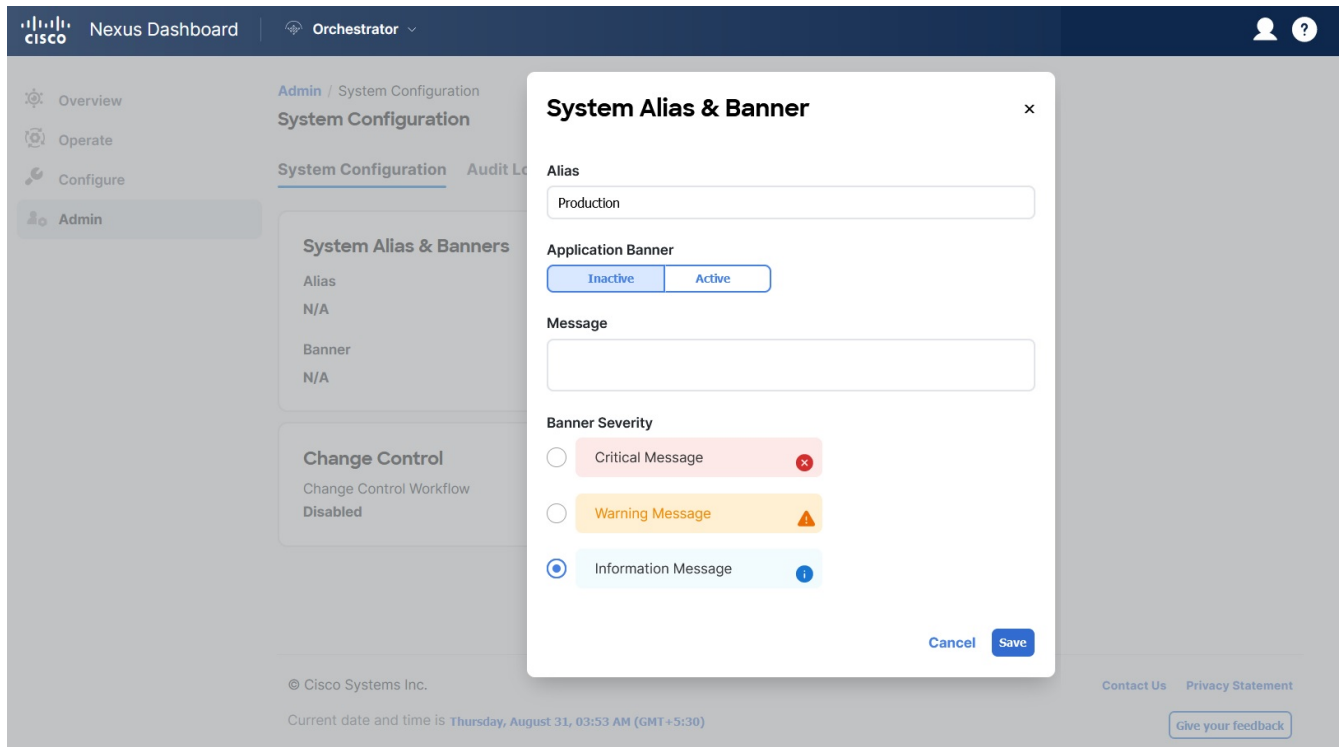 CISCO Nexus Dashboard Orchestrator ?
Overview
Operate
Configure
Admin
Admin / System Configuration
System Configuration
System Configuration Audit Lo
System Alias & Banners
Alias
N/A
Banner
N/A
Change Control
Change Control Workflow
Disabled
System Alias & Banner
Alias
Production
Application Banner
Inactive Active
Message
Banner Severity
Critical Message
Warning Message
Information Message
Cancel Save
© Cisco Systems Inc. Contact Us Privacy Statement
Current date and time is Thursday, August 31, 03:53 AM (GMT+5:30) Give your feedback